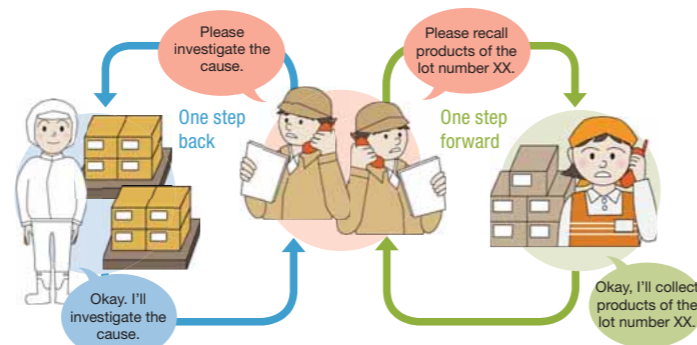 Please
investigate the
cause.
Please recall
products of the
lot number XX.
One step
back
One step
forward
Okay. I'll
investigate the
cause.
Okay, I'll collect
products of the
lot number XX.